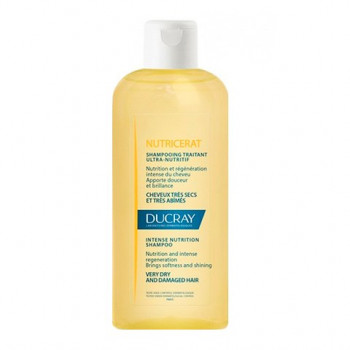 NUTRICERAT
SHAMPOOING TRAITANT
ULTRA-NUTRITIF
Nutrition et régénération
intense du cheveu
Apporte douceur
et brillance
CHEVEUX TRÈS SECS
ET TRÈS ABÎMÉS
DUCRAY
INTENSE NUTRITION
SHAMPOO
Nutrition and intense
regeneration
Brings softness and shining
VERY DRY
AND DAMAGED HAIR